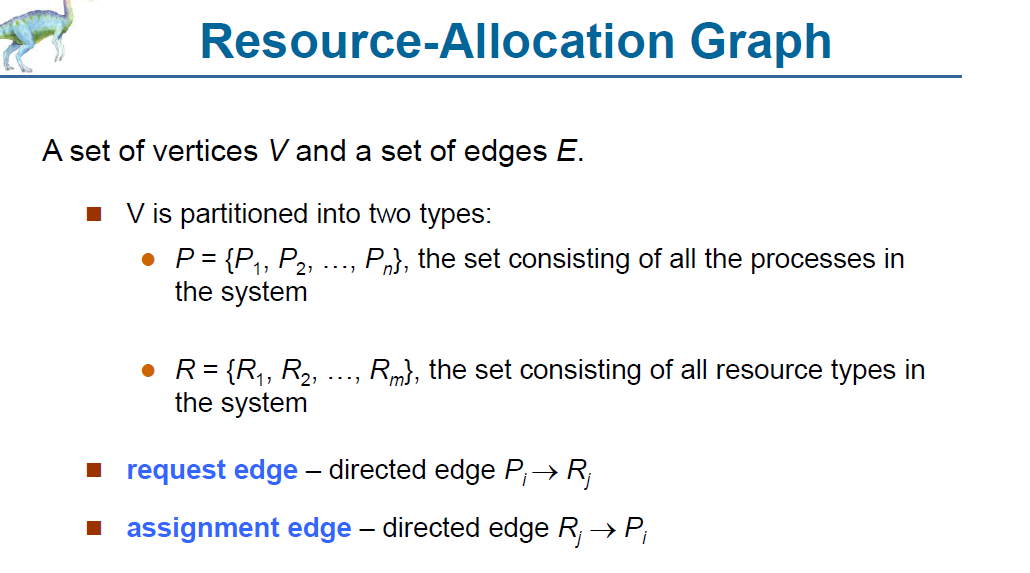 Resource-Allocation Graph
A set of vertices V and a set of edges E.
V is partitioned into two types:
P = {P₁, P₂, …, Pₙ}, the set consisting of all the processes in
the system
R = {R₁, R₂, …, Rₘ}, the set consisting of all resource types in
the system
request edge – directed edge Pᵢ → Rⱼ
assignment edge – directed edge Rⱼ → Pᵢ